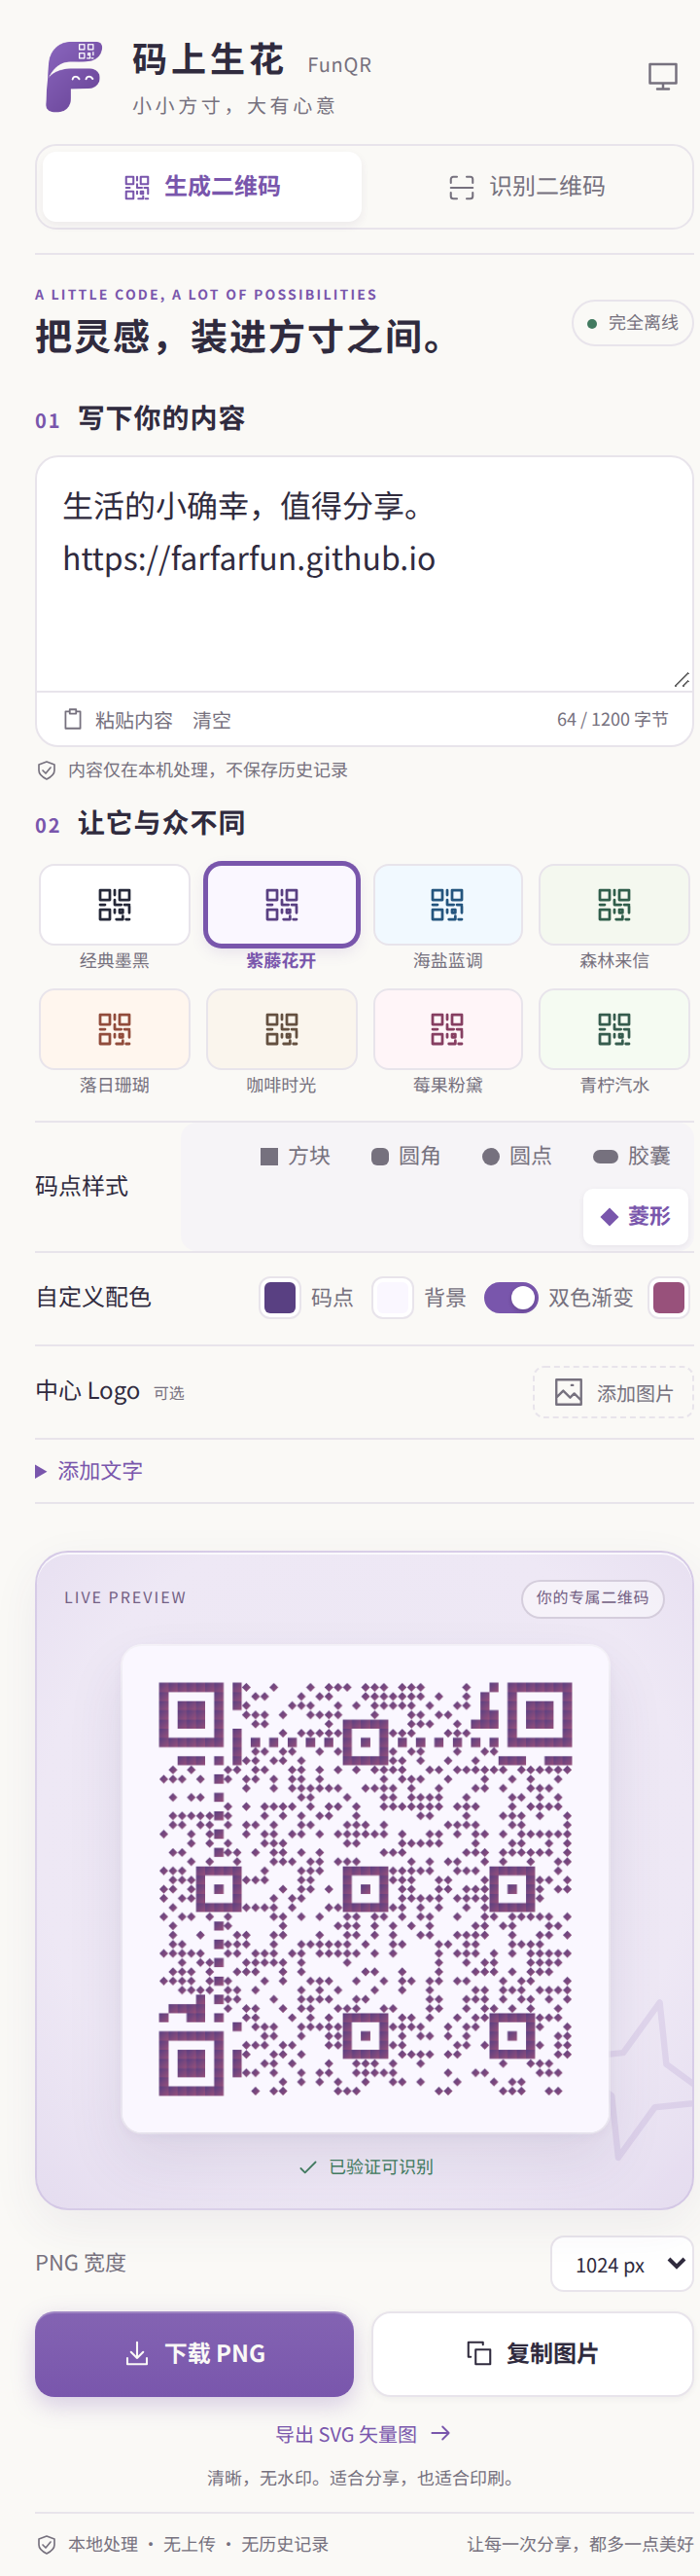 码上生花 FunQR
小小方寸，大有心意
生成二维码 识别二维码
A LITTLE CODE, A LOT OF POSSIBILITIES
把灵感，装进方寸之间。
完全离线
01 写下你的内容
生活的小确幸，值得分享。
https://farfarfun.github.io
粘贴内容 清空 64 / 1200 字节
内容仅在本机处理，不保存历史记录
02 让它与众不同
经典墨黑 紫藤花开 海盐蓝调 森林来信
落日珊瑚 咖啡时光 莓果粉黛 青柠汽水
码点样式 方块 圆角 圆点 胶囊
菱形
自定义配色 码点 背景 双色渐变
中心 Logo 可选 添加图片
添加文字
LIVE PREVIEW 你的专属二维码
已验证可识别
PNG 宽度 1024 px
下载 PNG 复制图片
导出 SVG 矢量图
清晰，无水印。适合分享，也适合印刷。
本地处理 · 无上传 · 无历史记录 让每一次分享，都多一点美好